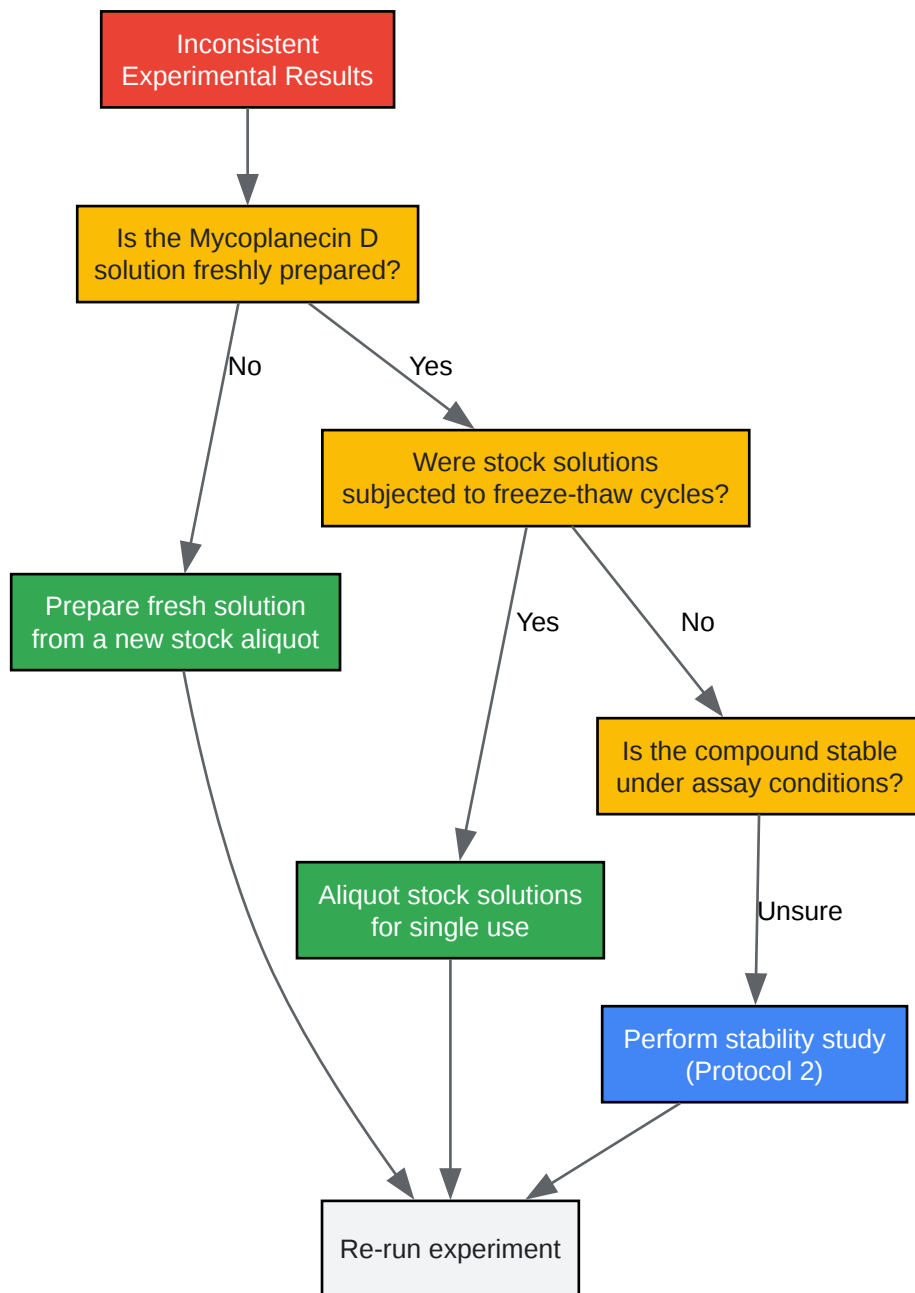 Inconsistent
Experimental Results
Is the Mycoplanecin D
solution freshly prepared?
No
Yes
Were stock solutions
subjected to freeze-thaw cycles?
Prepare fresh solution
from a new stock aliquot
Yes
No
Is the compound stable
under assay conditions?
Aliquot stock solutions
for single use
Unsure
Perform stability study
(Protocol 2)
Re-run experiment